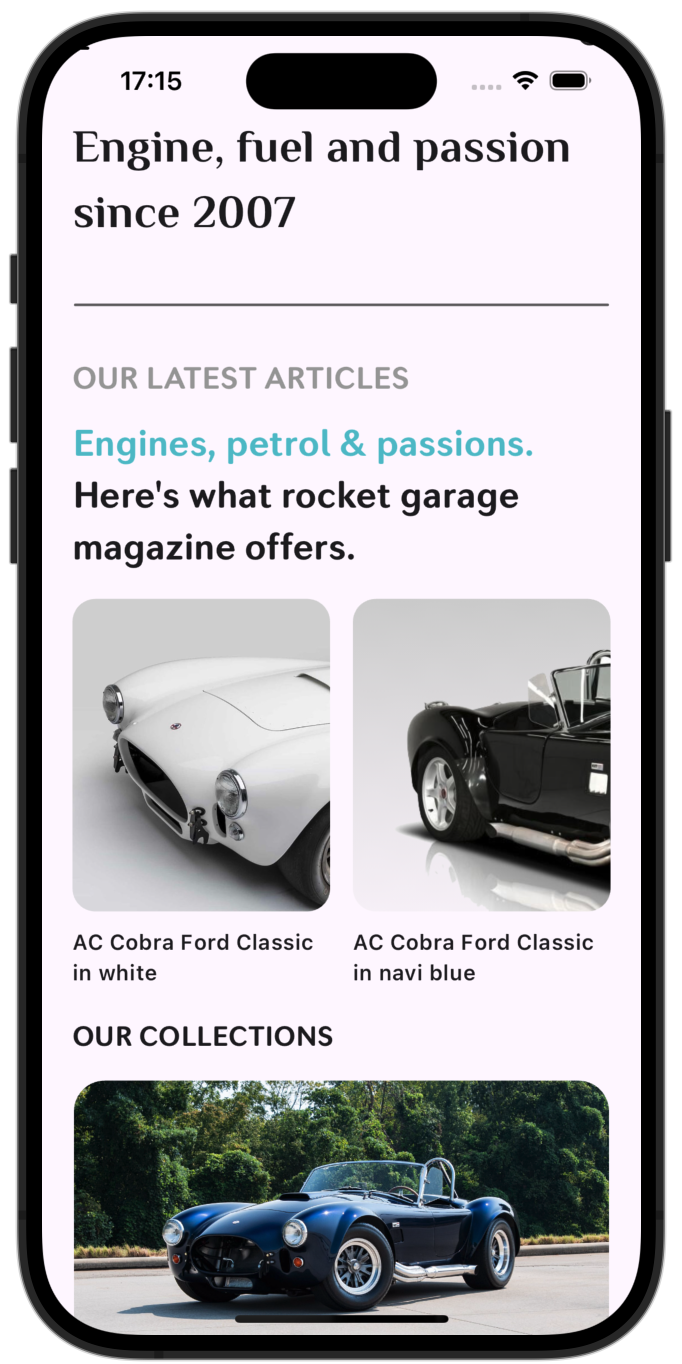 17:15
Engine, fuel and passion
since 2007
OUR LATEST ARTICLES
Engines, petrol & passions.
Here's what rocket garage
magazine offers.
AC Cobra Ford Classic
in white
AC Cobra Ford Classic
in navi blue
OUR COLLECTIONS